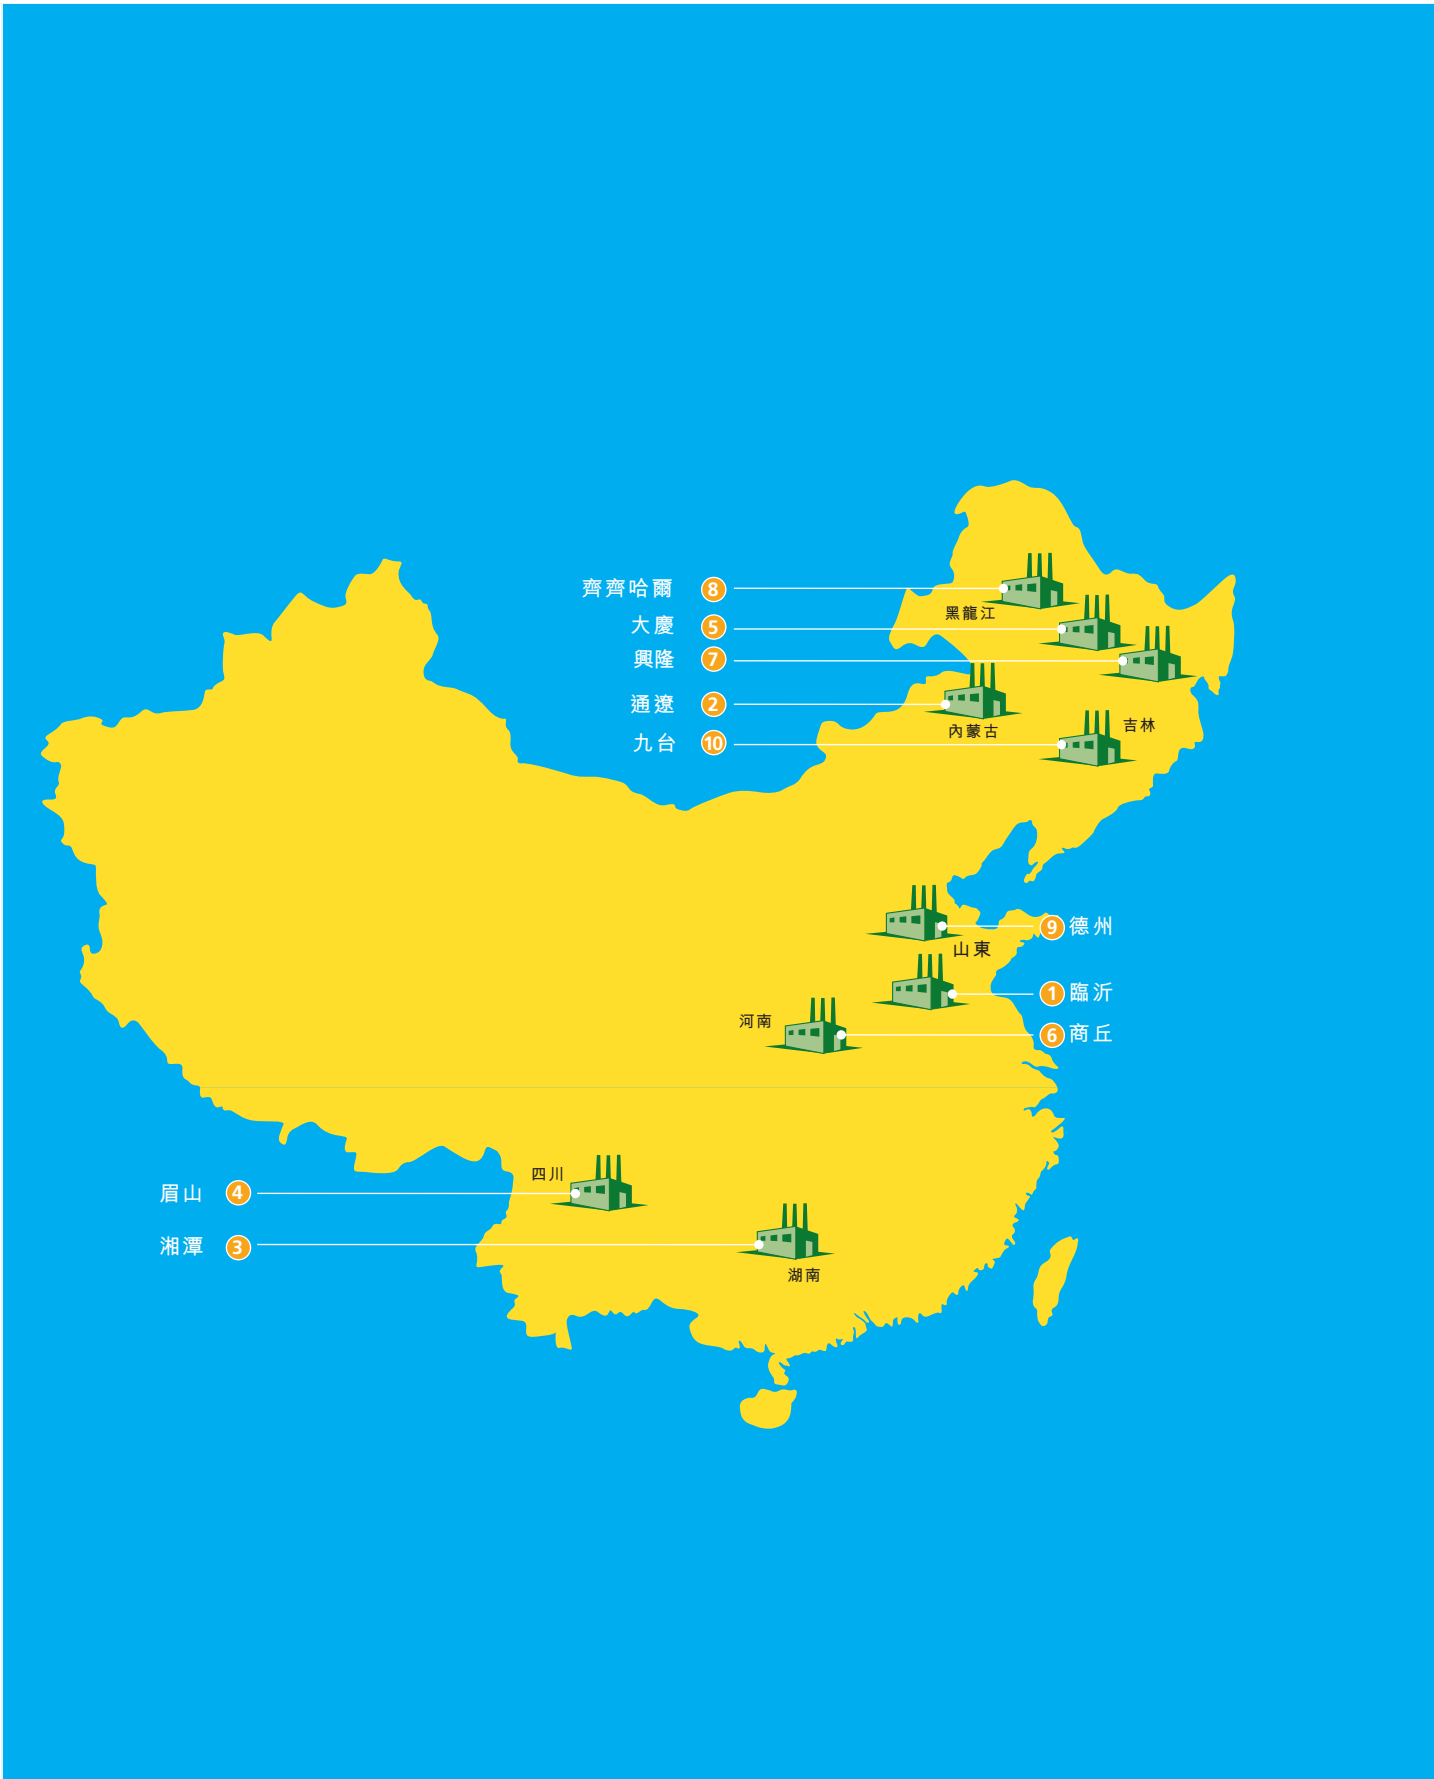 齊齊哈爾 8
黑龍江
大慶 5
興隆 7
通遼 2
內蒙古
吉林
九台 10
9 德州
山東
1 臨沂
河南
6 商丘
四川
眉山 4
湘潭 3
湖南